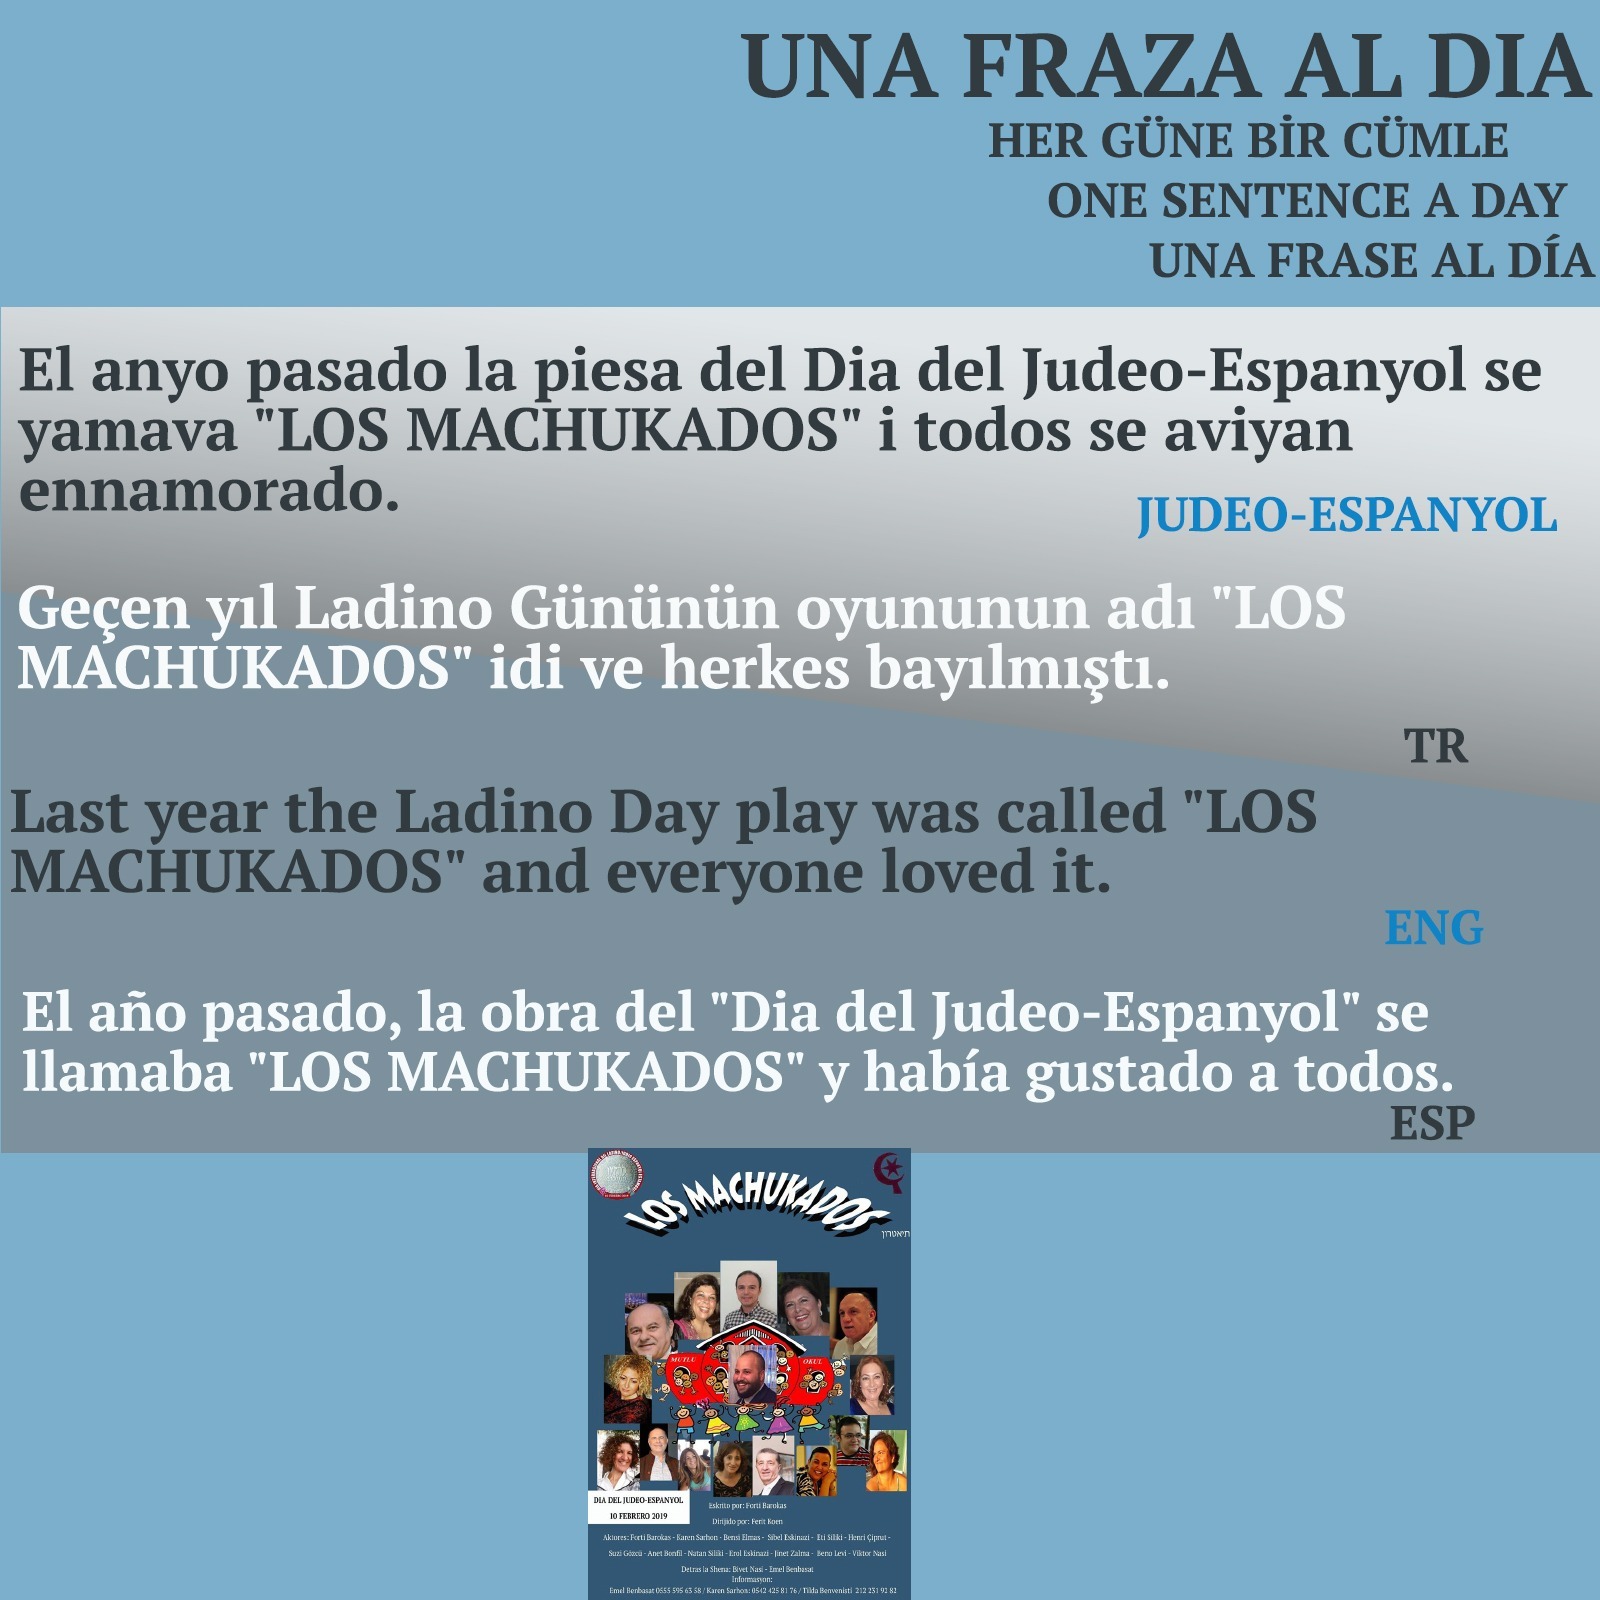 UNA FRAZA AL DIA
HER GÜNE BİR CÜMLE
ONE SENTENCE A DAY
UNA FRASE AL DÍA
El anyo pasado la piesa del Dia del Judeo-Espanyol se
yamava "LOS MACHUKADOS" i todos se aviyan
ennamorado.
JUDEO-ESPANYOL
Geçen yıl Ladino Gününün oyununun adı "LOS
MACHUKADOS" idi ve herkes bayılmıştı.
TR
Last year the Ladino Day play was called "LOS
MACHUKADOS" and everyone loved it.
ENG
El año pasado, la obra del "Dia del Judeo-Espanyol" se
llamaba "LOS MACHUKADOS" y había gustado a todos.
ESP
LOS MACHUKADOS
תיאטרון
MUTLU OKUL
DIA DEL JUDEO-ESPANYOL
10 FEBRERO 2019
Eskrito por: Forti Barokas
Dirijido por: Ferit Koen
Aktores: Forti Barokas - Karen Sarhon - Bensi Elmas - Sibel Eskinazi - Eti Siliki - Henri Çiprut -
Suzi Gözcü - Anet Bonfil - Natan Siliki - Erol Eskinazi - Jinet Zalma - Beno Levi - Viktor Nasi
Detras la Shena: Bivet Nasi - Emel Benbasat
Informasyon:
Emel Benbasat 0555 595 63 58 / Karen Sarhon: 0542 425 81 76 / Tilda Benvenisti 212 231 92 82